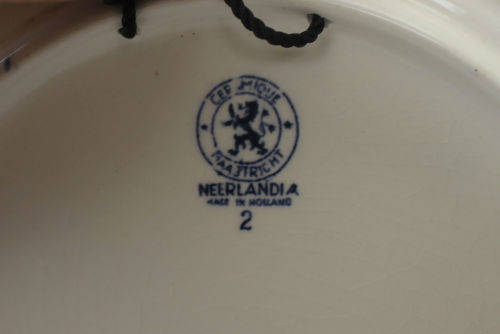 CERAMIQUE
MAASTRICHT
NEERLANDIA
MADE IN HOLLAND
2